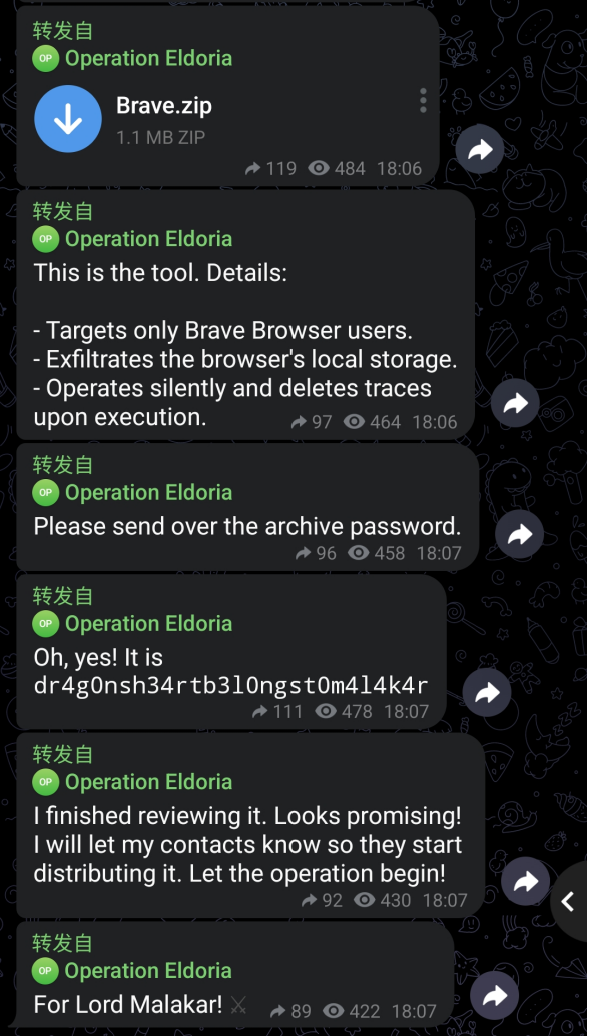 转发自
OP Operation Eldoria
Brave.zip
1.1 MB ZIP
119 484 18:06
转发自
OP Operation Eldoria
This is the tool. Details:
- Targets only Brave Browser users.
- Exfiltrates the browser's local storage.
- Operates silently and deletes traces
upon execution. 97 464 18:06
转发自
OP Operation Eldoria
Please send over the archive password.
96 458 18:07
转发自
OP Operation Eldoria
Oh, yes! It is
dr4g0nsh34rtb3l0ngst0m4l4k4r
111 478 18:07
转发自
OP Operation Eldoria
I finished reviewing it. Looks promising!
I will let my contacts know so they start
distributing it. Let the operation begin!
92 430 18:07
转发自
OP Operation Eldoria
For Lord Malakar! ⚔ 89 422 18:07